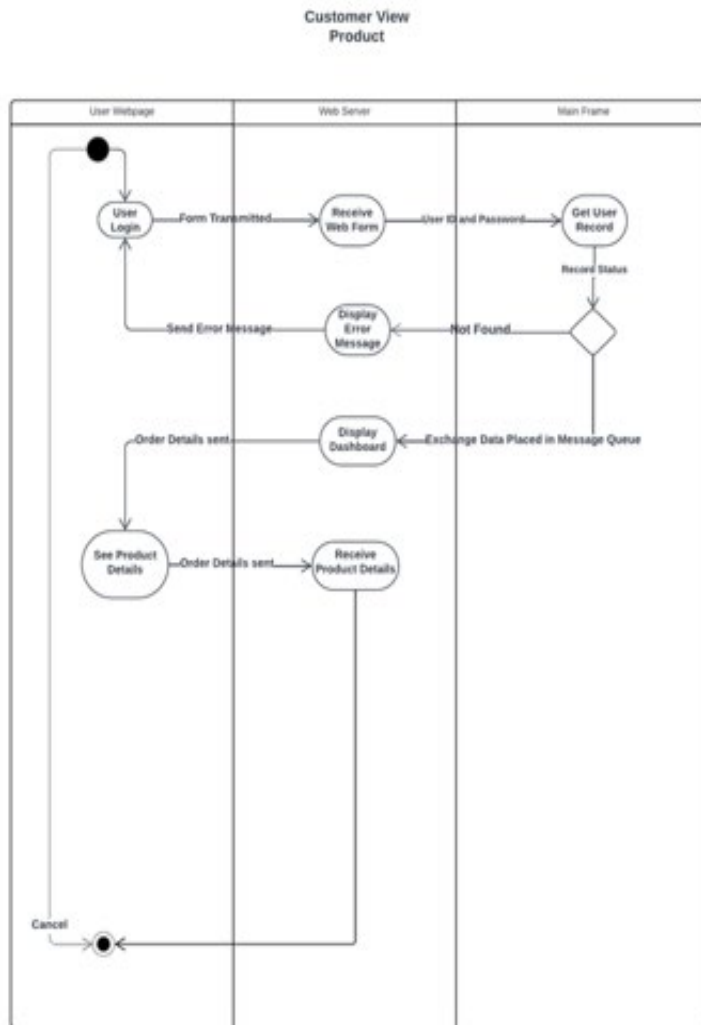 Customer View
Product
User Webpage
Web Server
Main Frame
User
Login
Form Transmitted
Receive
Web Form
User ID and Password
Get User
Record
Record Status
Send Error Message
Display
Error
Message
Not Found
Order Details sent
Display
Dashboard
Exchange Data Placed in Message Queue
See Product
Details
Order Details sent
Receive
Product Details
Cancel